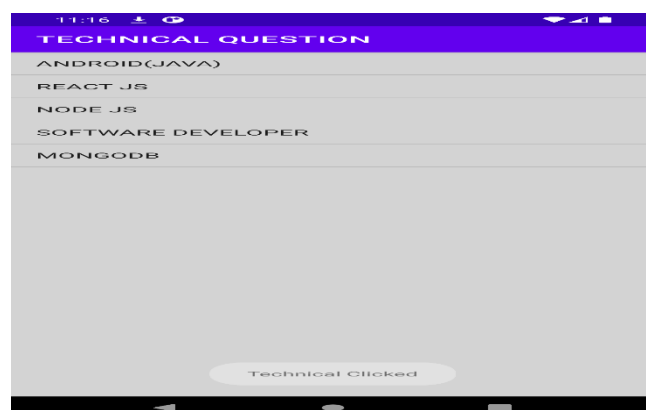 11:16
TECHNICAL QUESTION
ANDROID(JAVA)
REACT JS
NODE JS
SOFTWARE DEVELOPER
MONGODB
Technical Clicked